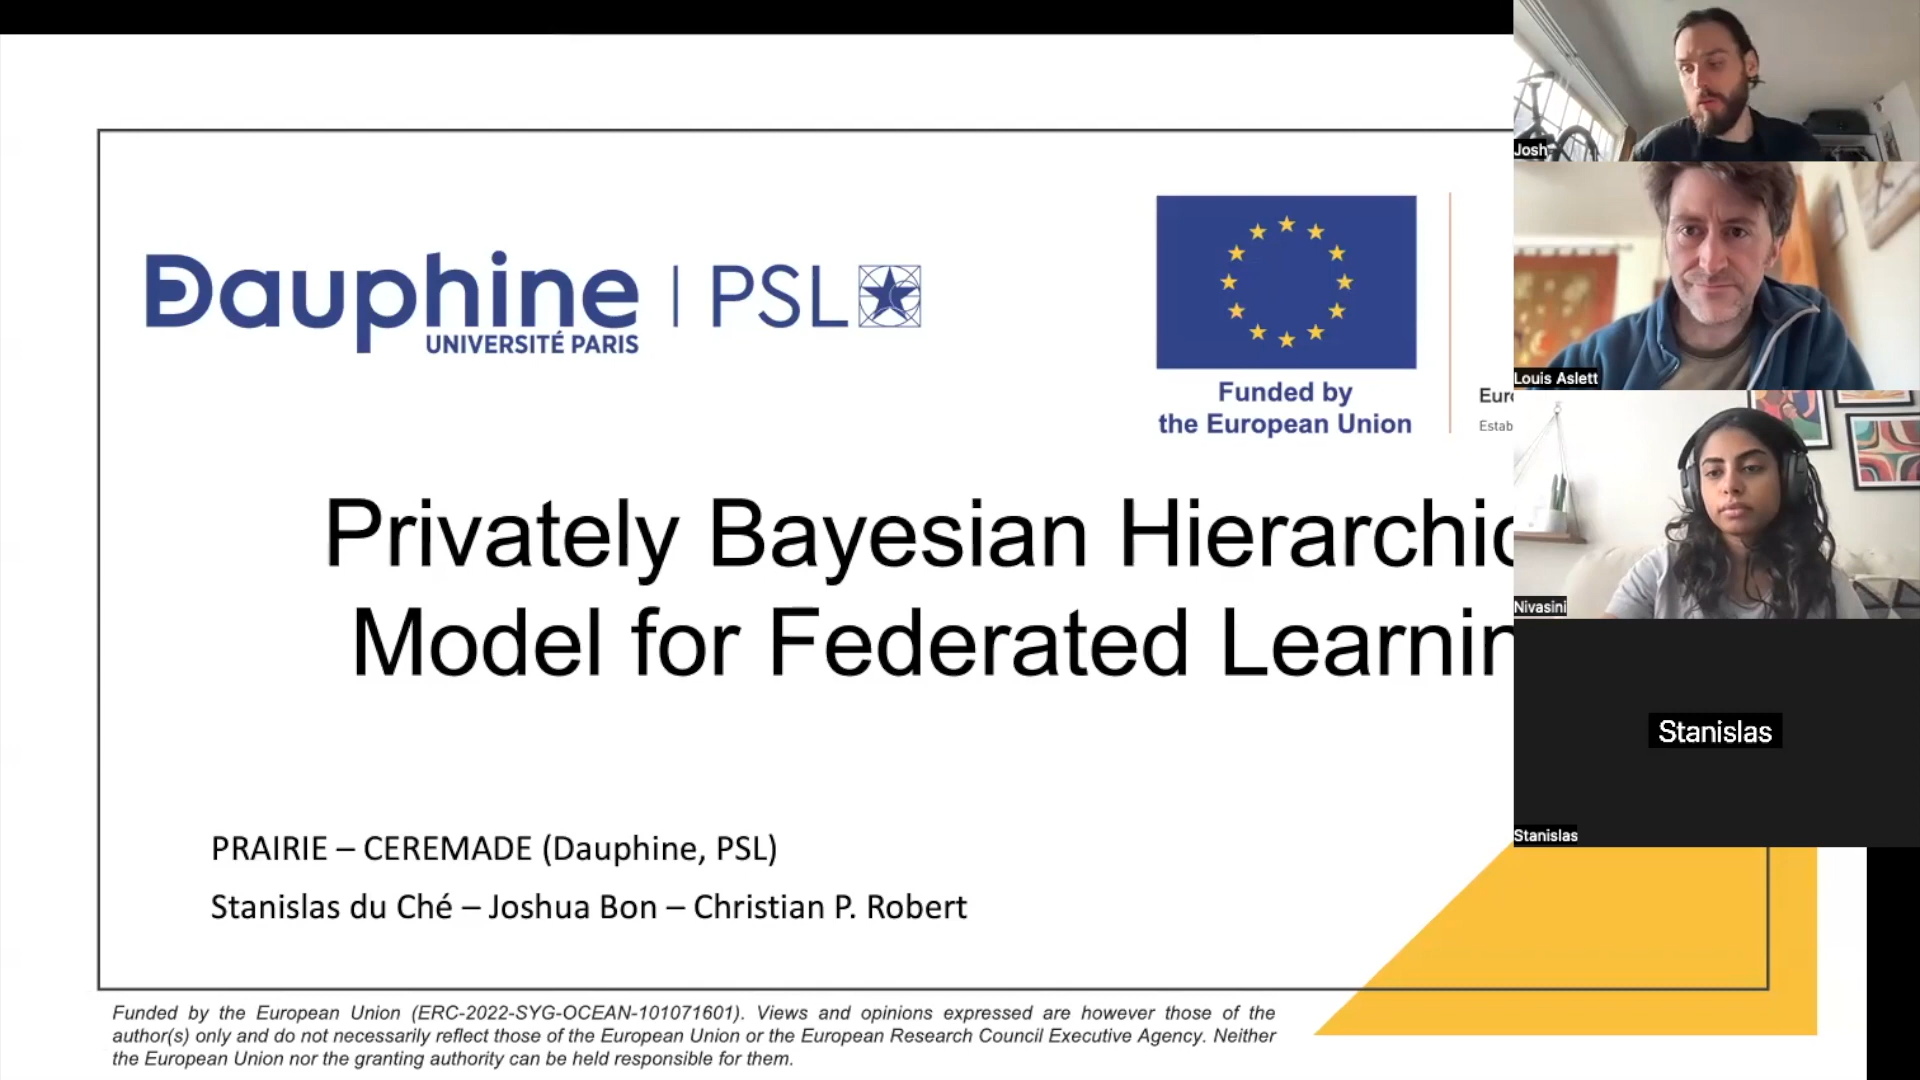 Dauphine | PSL
UNIVERSITÉ PARIS
Funded by
the European Union
Privately Bayesian Hierarchic
Model for Federated Learnin
PRAIRIE – CEREMADE (Dauphine, PSL)
Stanislas du Ché – Joshua Bon – Christian P. Robert
Funded by the European Union (ERC-2022-SYG-OCEAN-101071601). Views and opinions expressed are however those of the
author(s) only and do not necessarily reflect those of the European Union or the European Research Council Executive Agency. Neither
the European Union nor the granting authority can be held responsible for them.
Josh
Louis Aslett
Nivasini
Stanislas
Stanislas